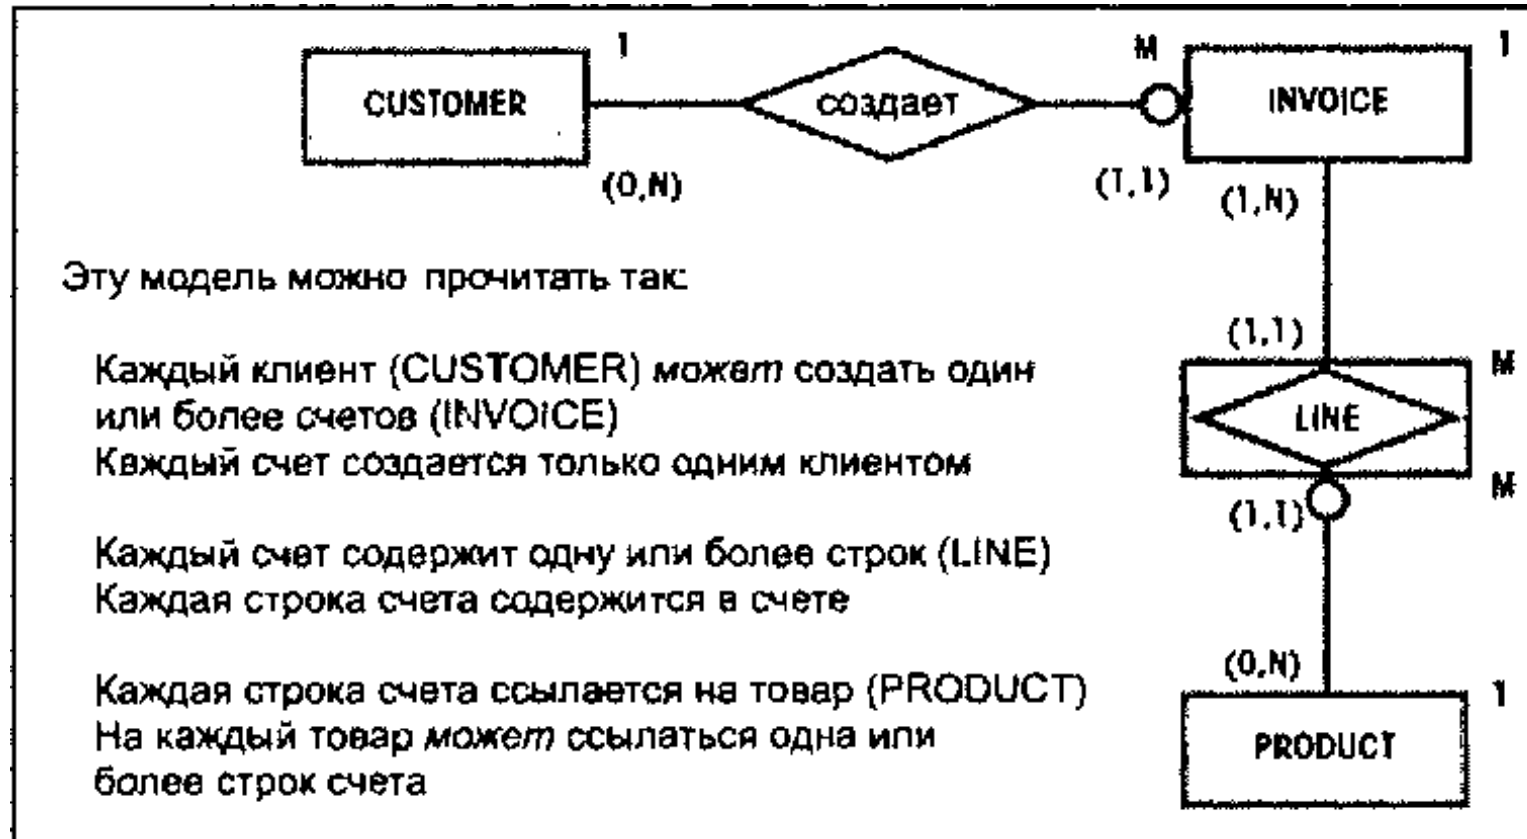 1
M
1
CUSTOMER
создает
INVOICE
(0,N)
(1,1)
(1,N)
Эту модель можно прочитать так:
(1,1)
Каждый клиент (CUSTOMER) может создать один
M
или более счетов (INVOICE)
LINE
Каждый счет создается только одним клиентом
M
(1,1)
Каждый счет содержит одну или более строк (LINE)
Каждая строка счета содержится в счете
(0,N)
Каждая строка счета ссылается на товар (PRODUCT)
1
На каждый товар может ссылаться одна или
PRODUCT
более строк счета